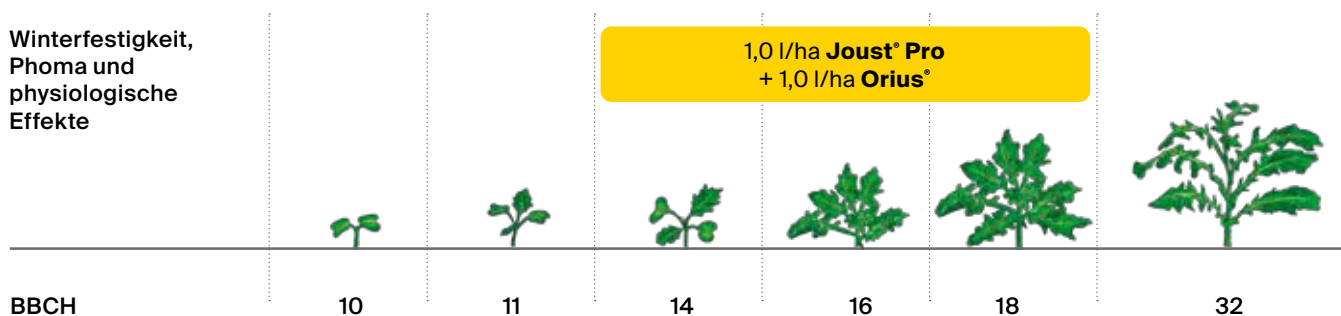 Winterfestigkeit,
Phoma und
physiologische
Effekte
1,0 l/ha Joust® Pro
+ 1,0 l/ha Orius®
BBCH 10 11 14 16 18 32